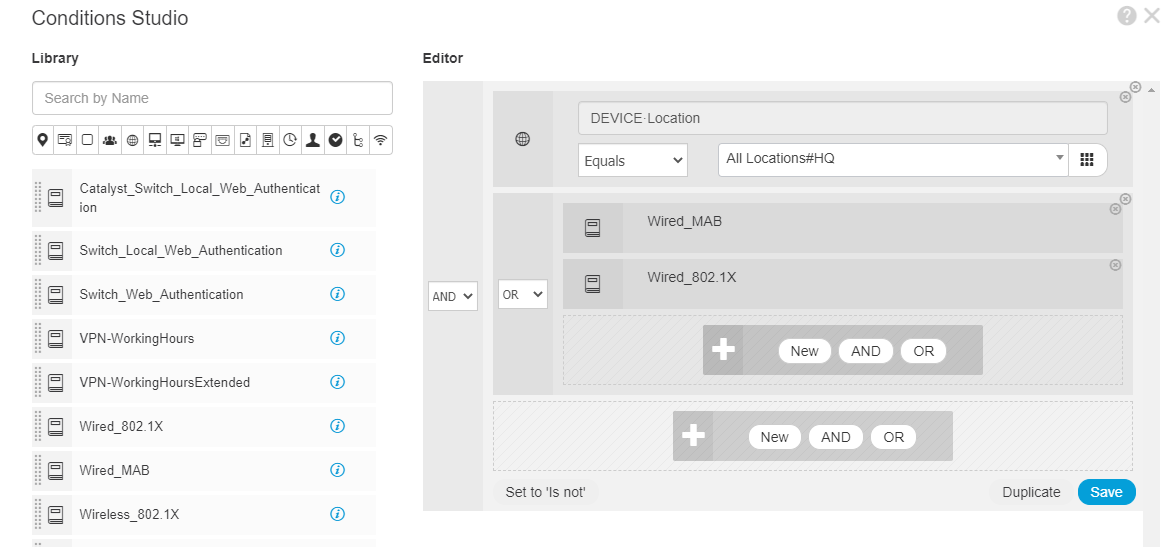 Conditions Studio
Library
Search by Name
Catalyst_Switch_Local_Web_Authenticat
ion
Switch_Local_Web_Authentication
Switch_Web_Authentication
VPN-WorkingHours
VPN-WorkingHoursExtended
Wired_802.1X
Wired_MAB
Wireless_802.1X
Editor
AND
DEVICE·Location
Equals
All Locations#HQ
OR
Wired_MAB
Wired_802.1X
New AND OR
New AND OR
Set to 'Is not'
Duplicate
Save